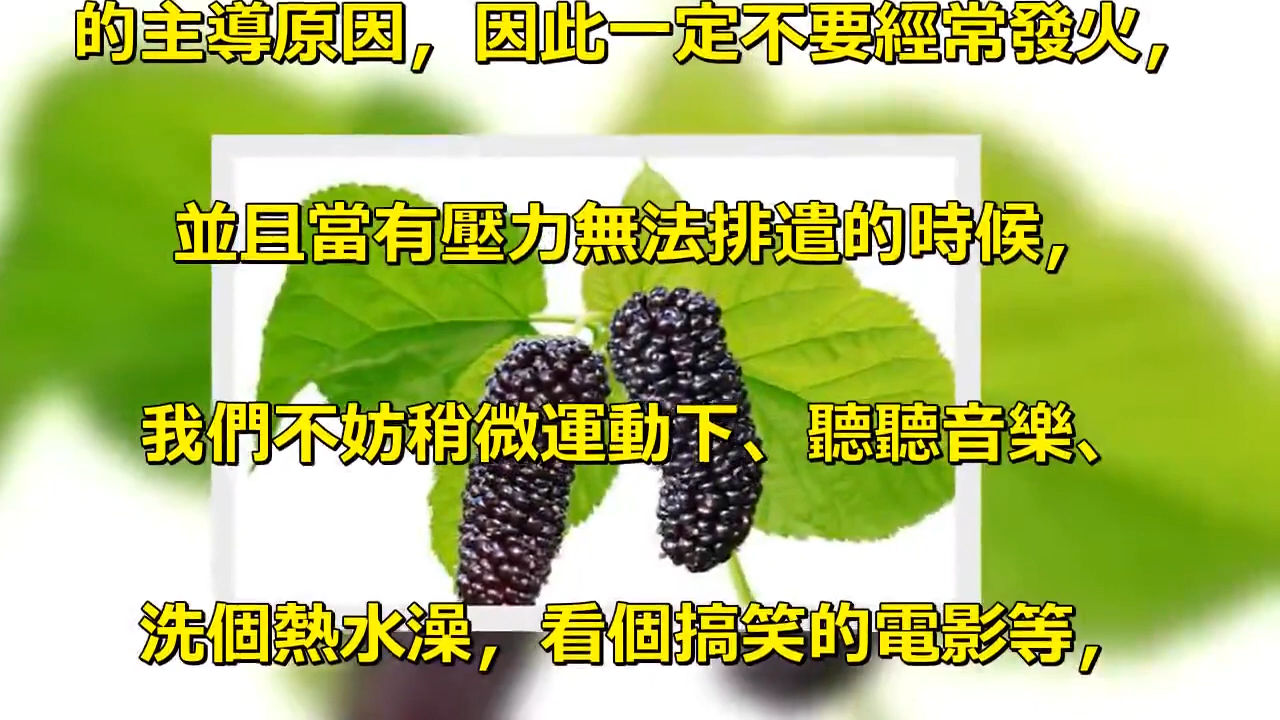 的主導原因，因此一定不要經常發火，
並且當有壓力無法排遣的時候，
我們不妨稍微運動下、聽聽音樂、
洗個熱水澡，看個搞笑的電影等，